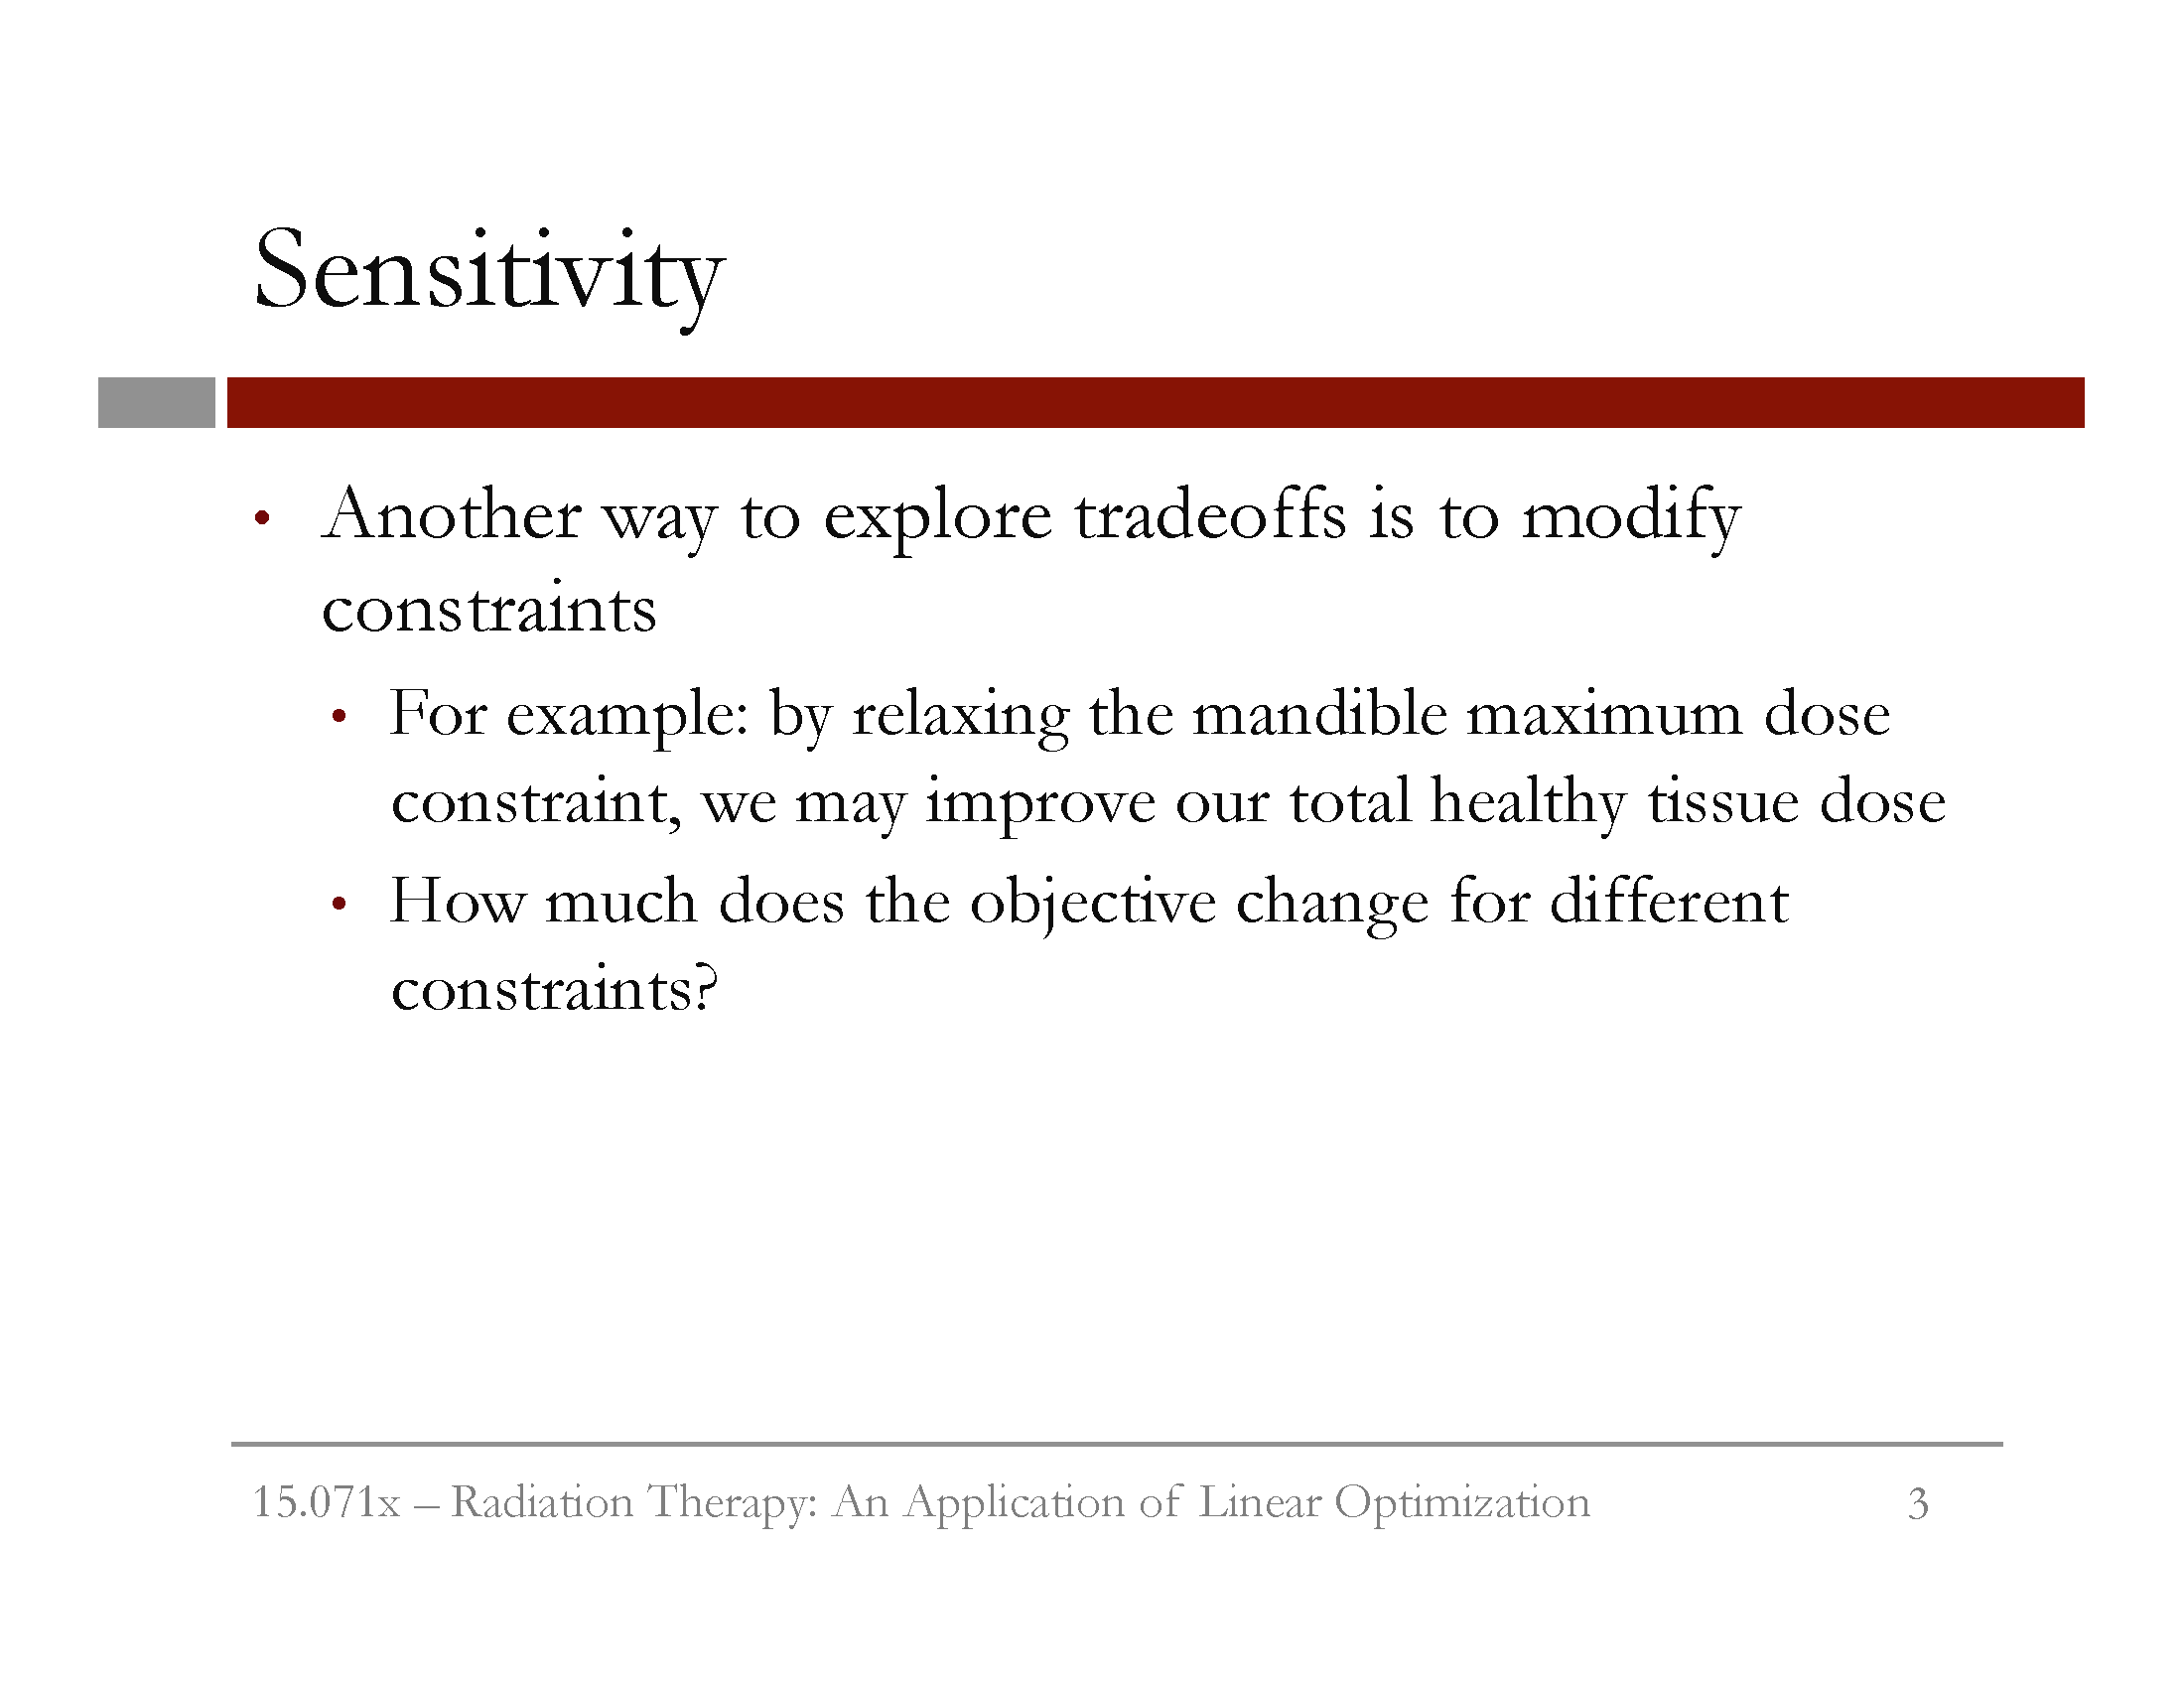 Sensitivity
• Another way to explore tradeoffs is to modify
constraints
• For example: by relaxing the mandible maximum dose
constraint, we may improve our total healthy tissue dose
• How much does the objective change for different
constraints?
15.071x – Radiation Therapy: An Application of Linear Optimization 3